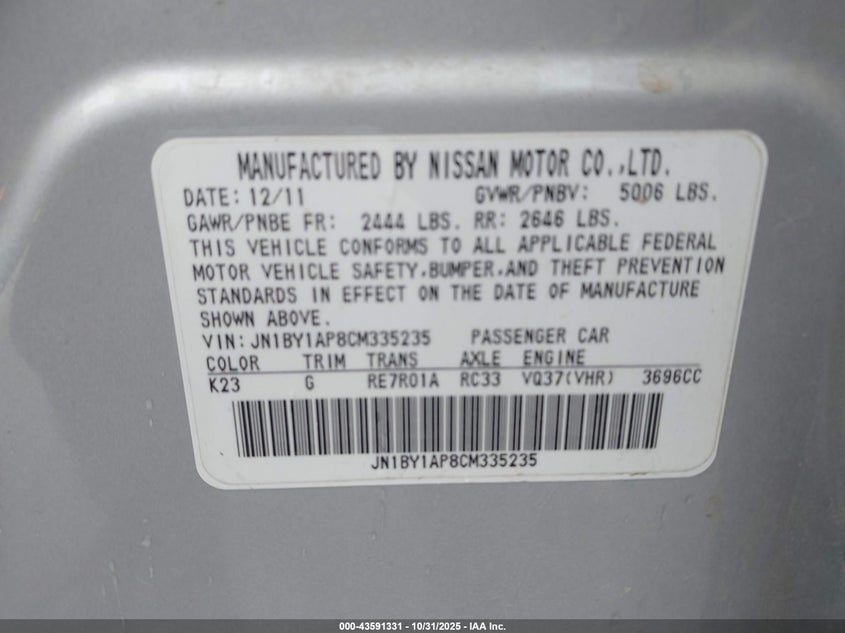 MANUFACTURED BY NISSAN MOTOR CO.,LTD.
DATE: 12/11 GVWR/PNBV: 5006 LBS.
GAWR/PNBE FR: 2444 LBS. RR: 2646 LBS.
THIS VEHICLE CONFORMS TO ALL APPLICABLE FEDERAL
MOTOR VEHICLE SAFETY,BUMPER,AND THEFT PREVENTION
STANDARDS IN EFFECT ON THE DATE OF MANUFACTURE
SHOWN ABOVE.
VIN: JN1BY1AP8CM335235 PASSENGER CAR
COLOR TRIM TRANS AXLE ENGINE
K23 G RE7R01A RC33 VQ37(VHR) 3696CC
JN1BY1AP8CM335235
000-43591331 - 10/31/2025 - IAA Inc.